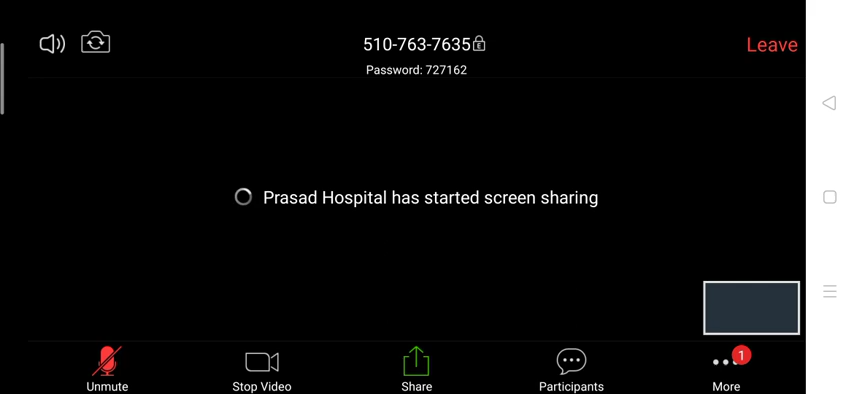 510-763-7635
Leave
Password: 727162
Prasad Hospital has started screen sharing
1
Unmute
Stop Video
Share
Participants
More